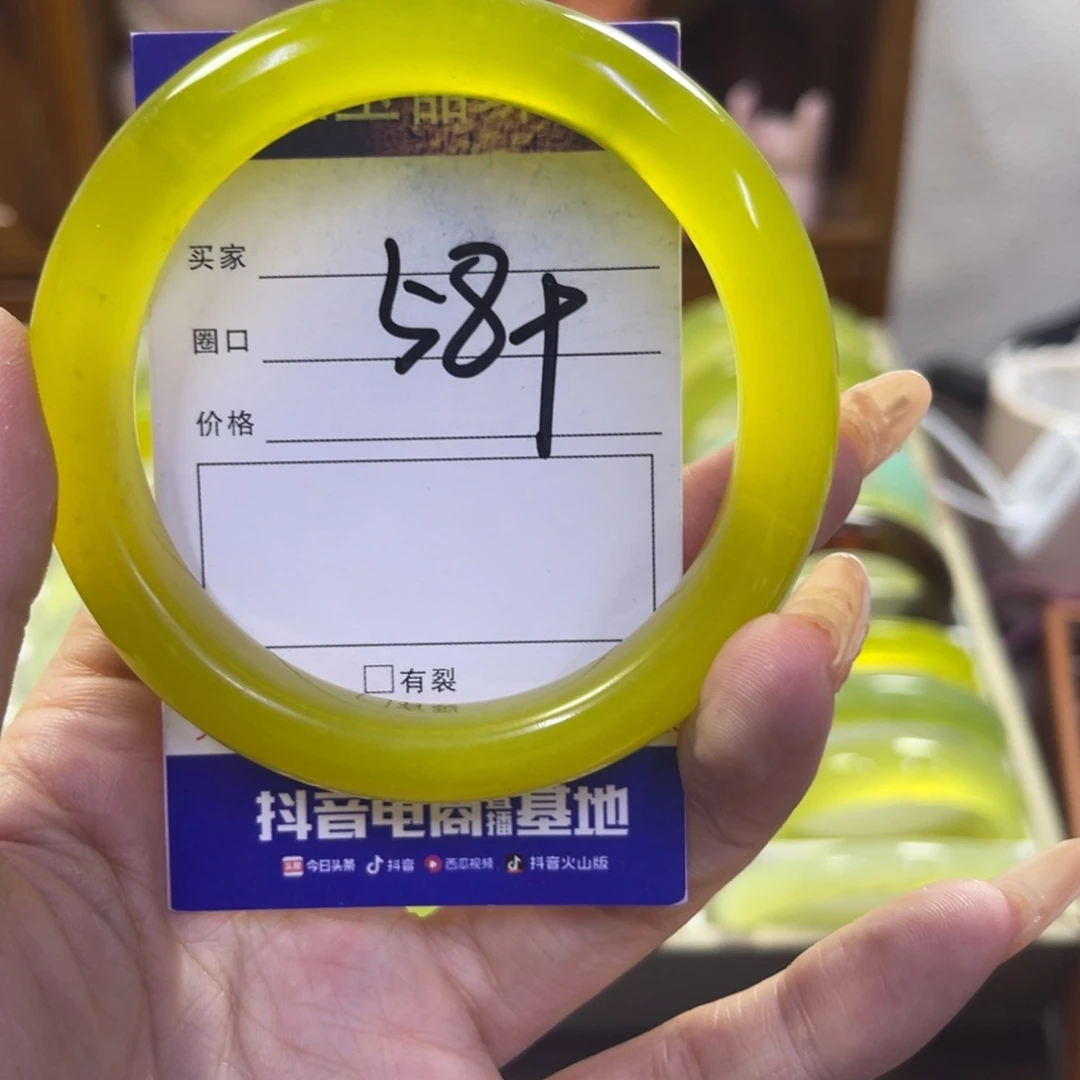 买家
58+
圈口
价格
有裂
抖音电商直播基地
今日头条 抖音 西瓜视频 抖音火山版